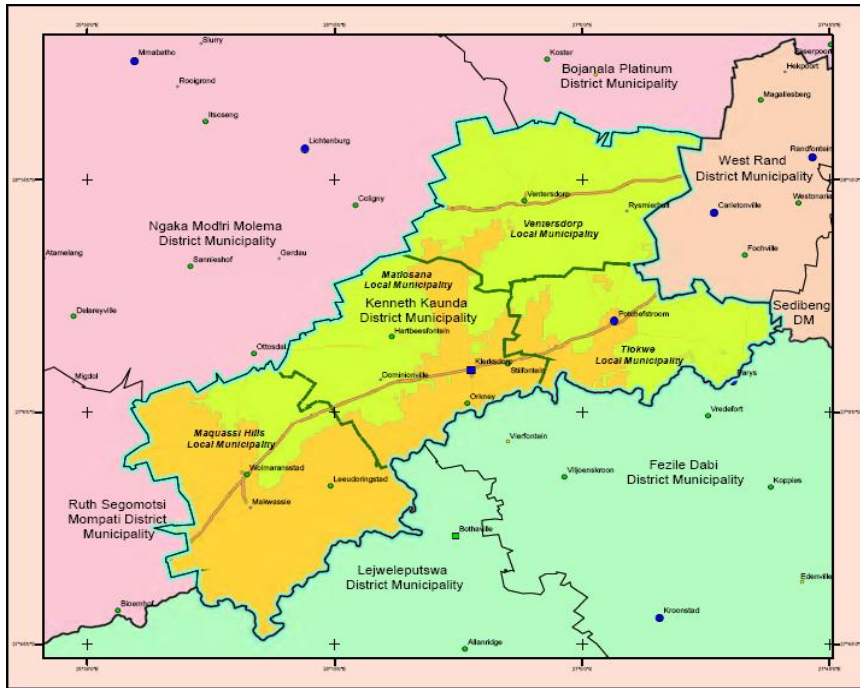 Slurry
Mmabatho
Koster
Hekpoort
Rooigrond
Bojanala Platinum
District Municipality
Magaliesberg
Itsoseng
Lichtenburg
Randfontein
West Rand
District Municipality
Ventersdorp
Westonaria
Coligny
Rysmierbult
Carletonville
Ngaka Modiri Molema
District Municipality
Ventersdorp
Local Municipality
Atamelang
Gerdau
Fochville
Sannieshof
Matlosana
Local Municipality
Kenneth Kaunda
District Municipality
Sedibeng
DM
Delareyville
Potchefstroom
Hartbeesfontein
Tlokwe
Local Municipality
Ottosdal
Klerksdorp
Stilfontein
Migdol
Dominionville
Parys
Orkney
Vredefort
Maquassi Hills
Local Municipality
Vierfontein
Fezile Dabi
District Municipality
Wolmaransstad
Viljoenskroon
Leeudoringstad
Koppies
Ruth Segomotsi
Mompati District
Municipality
Makwassie
Bothaville
Lejweleputswa
District Municipality
Edenville
Bloemhof
Kroonstad
Allanridge